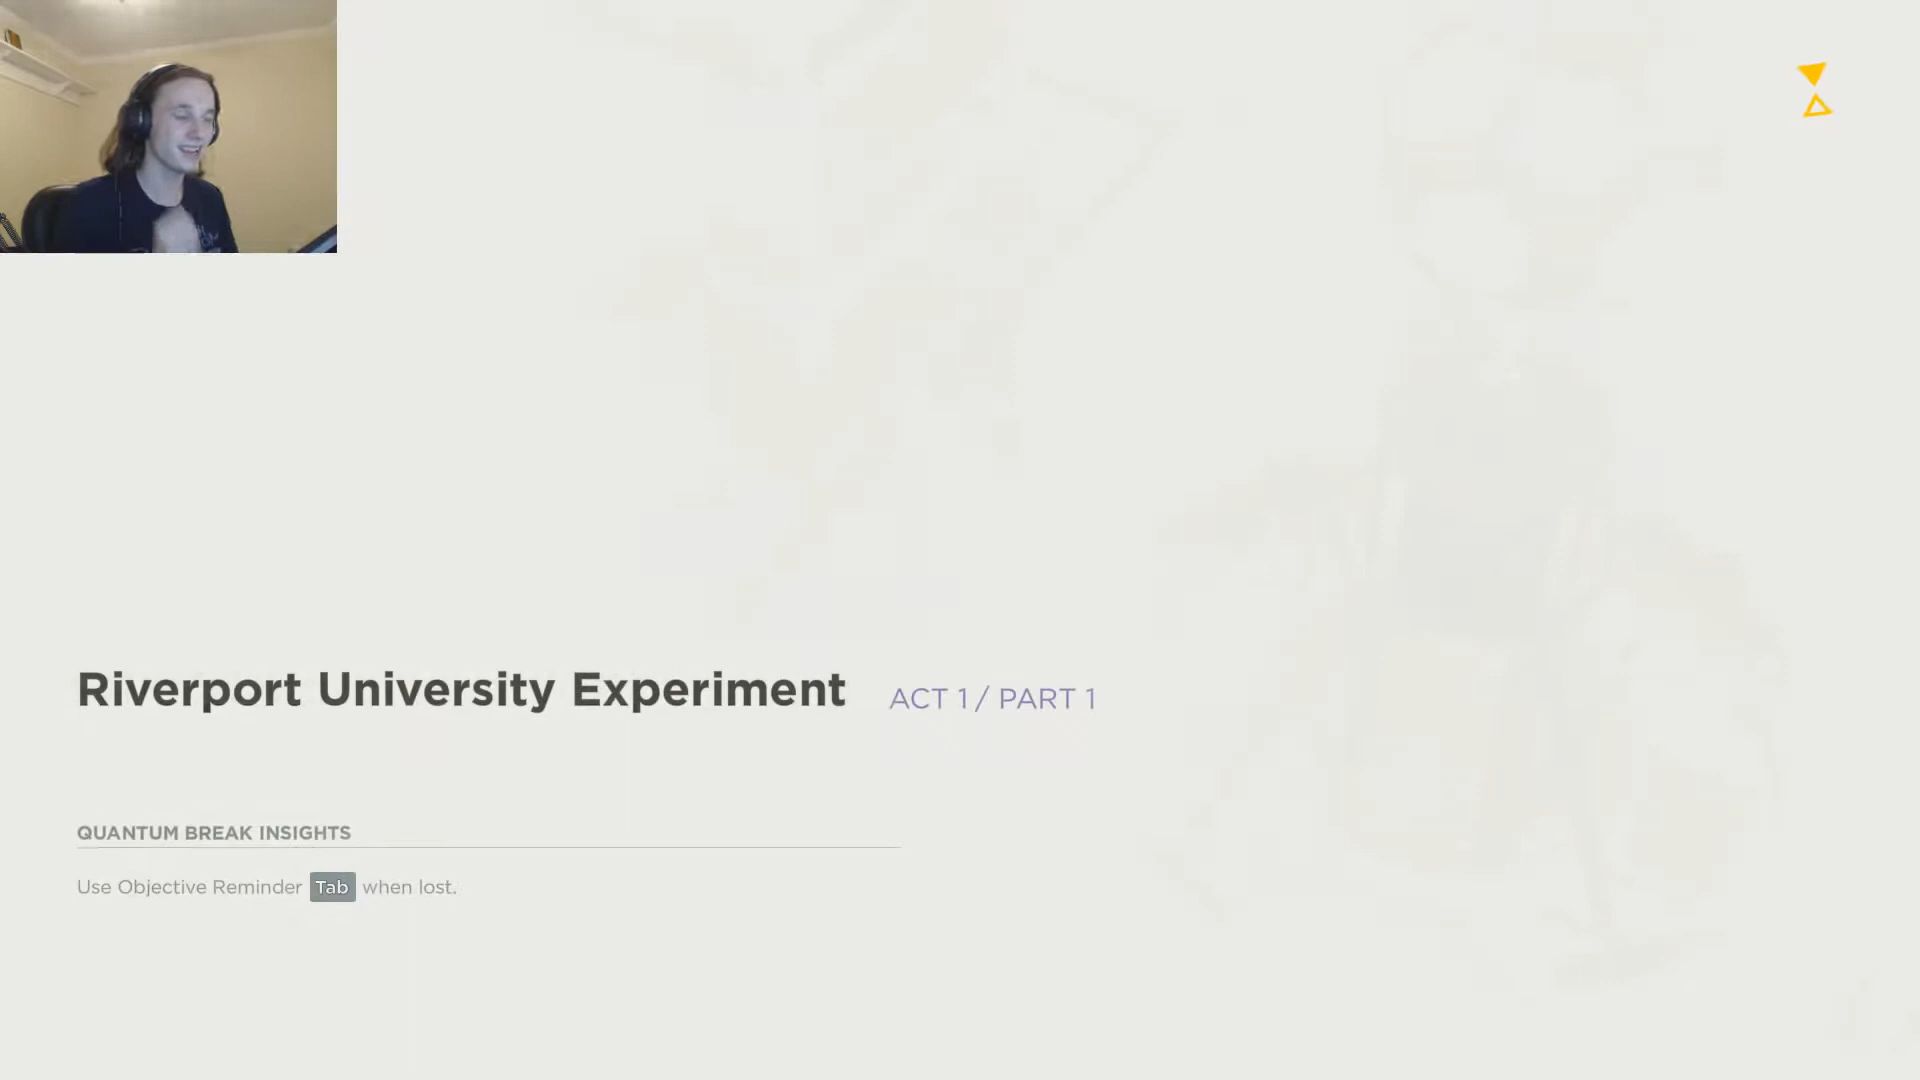 Riverport University Experiment ACT 1 / PART 1
QUANTUM BREAK INSIGHTS
Use Objective Reminder Tab when lost.